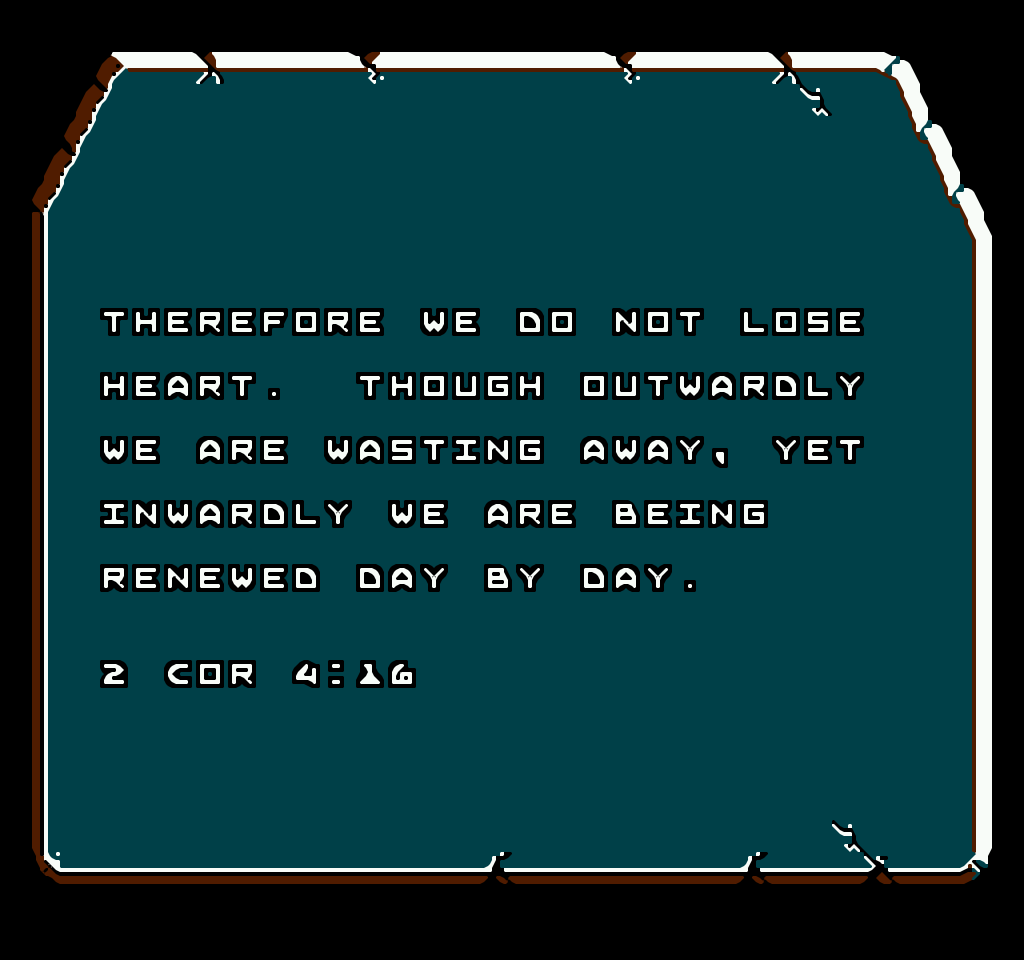 THEREFORE WE DO NOT LOSE
HEART.  THOUGH OUTWARDLY
WE ARE WASTING AWAY, YET
INWARDLY WE ARE BEING
RENEWED DAY BY DAY.
2 COR 4:16